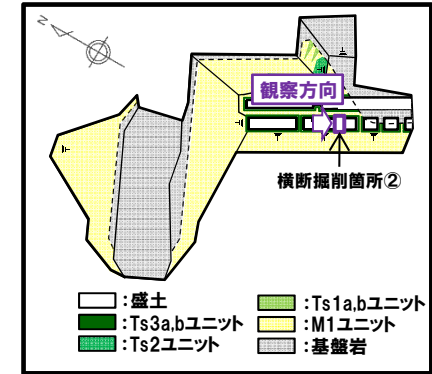 N
観察方向
横断掘削箇所②
:盛土
:Ts3a,bユニット
:Ts2ユニット
:Ts1a,bユニット
:M1ユニット
:基盤岩